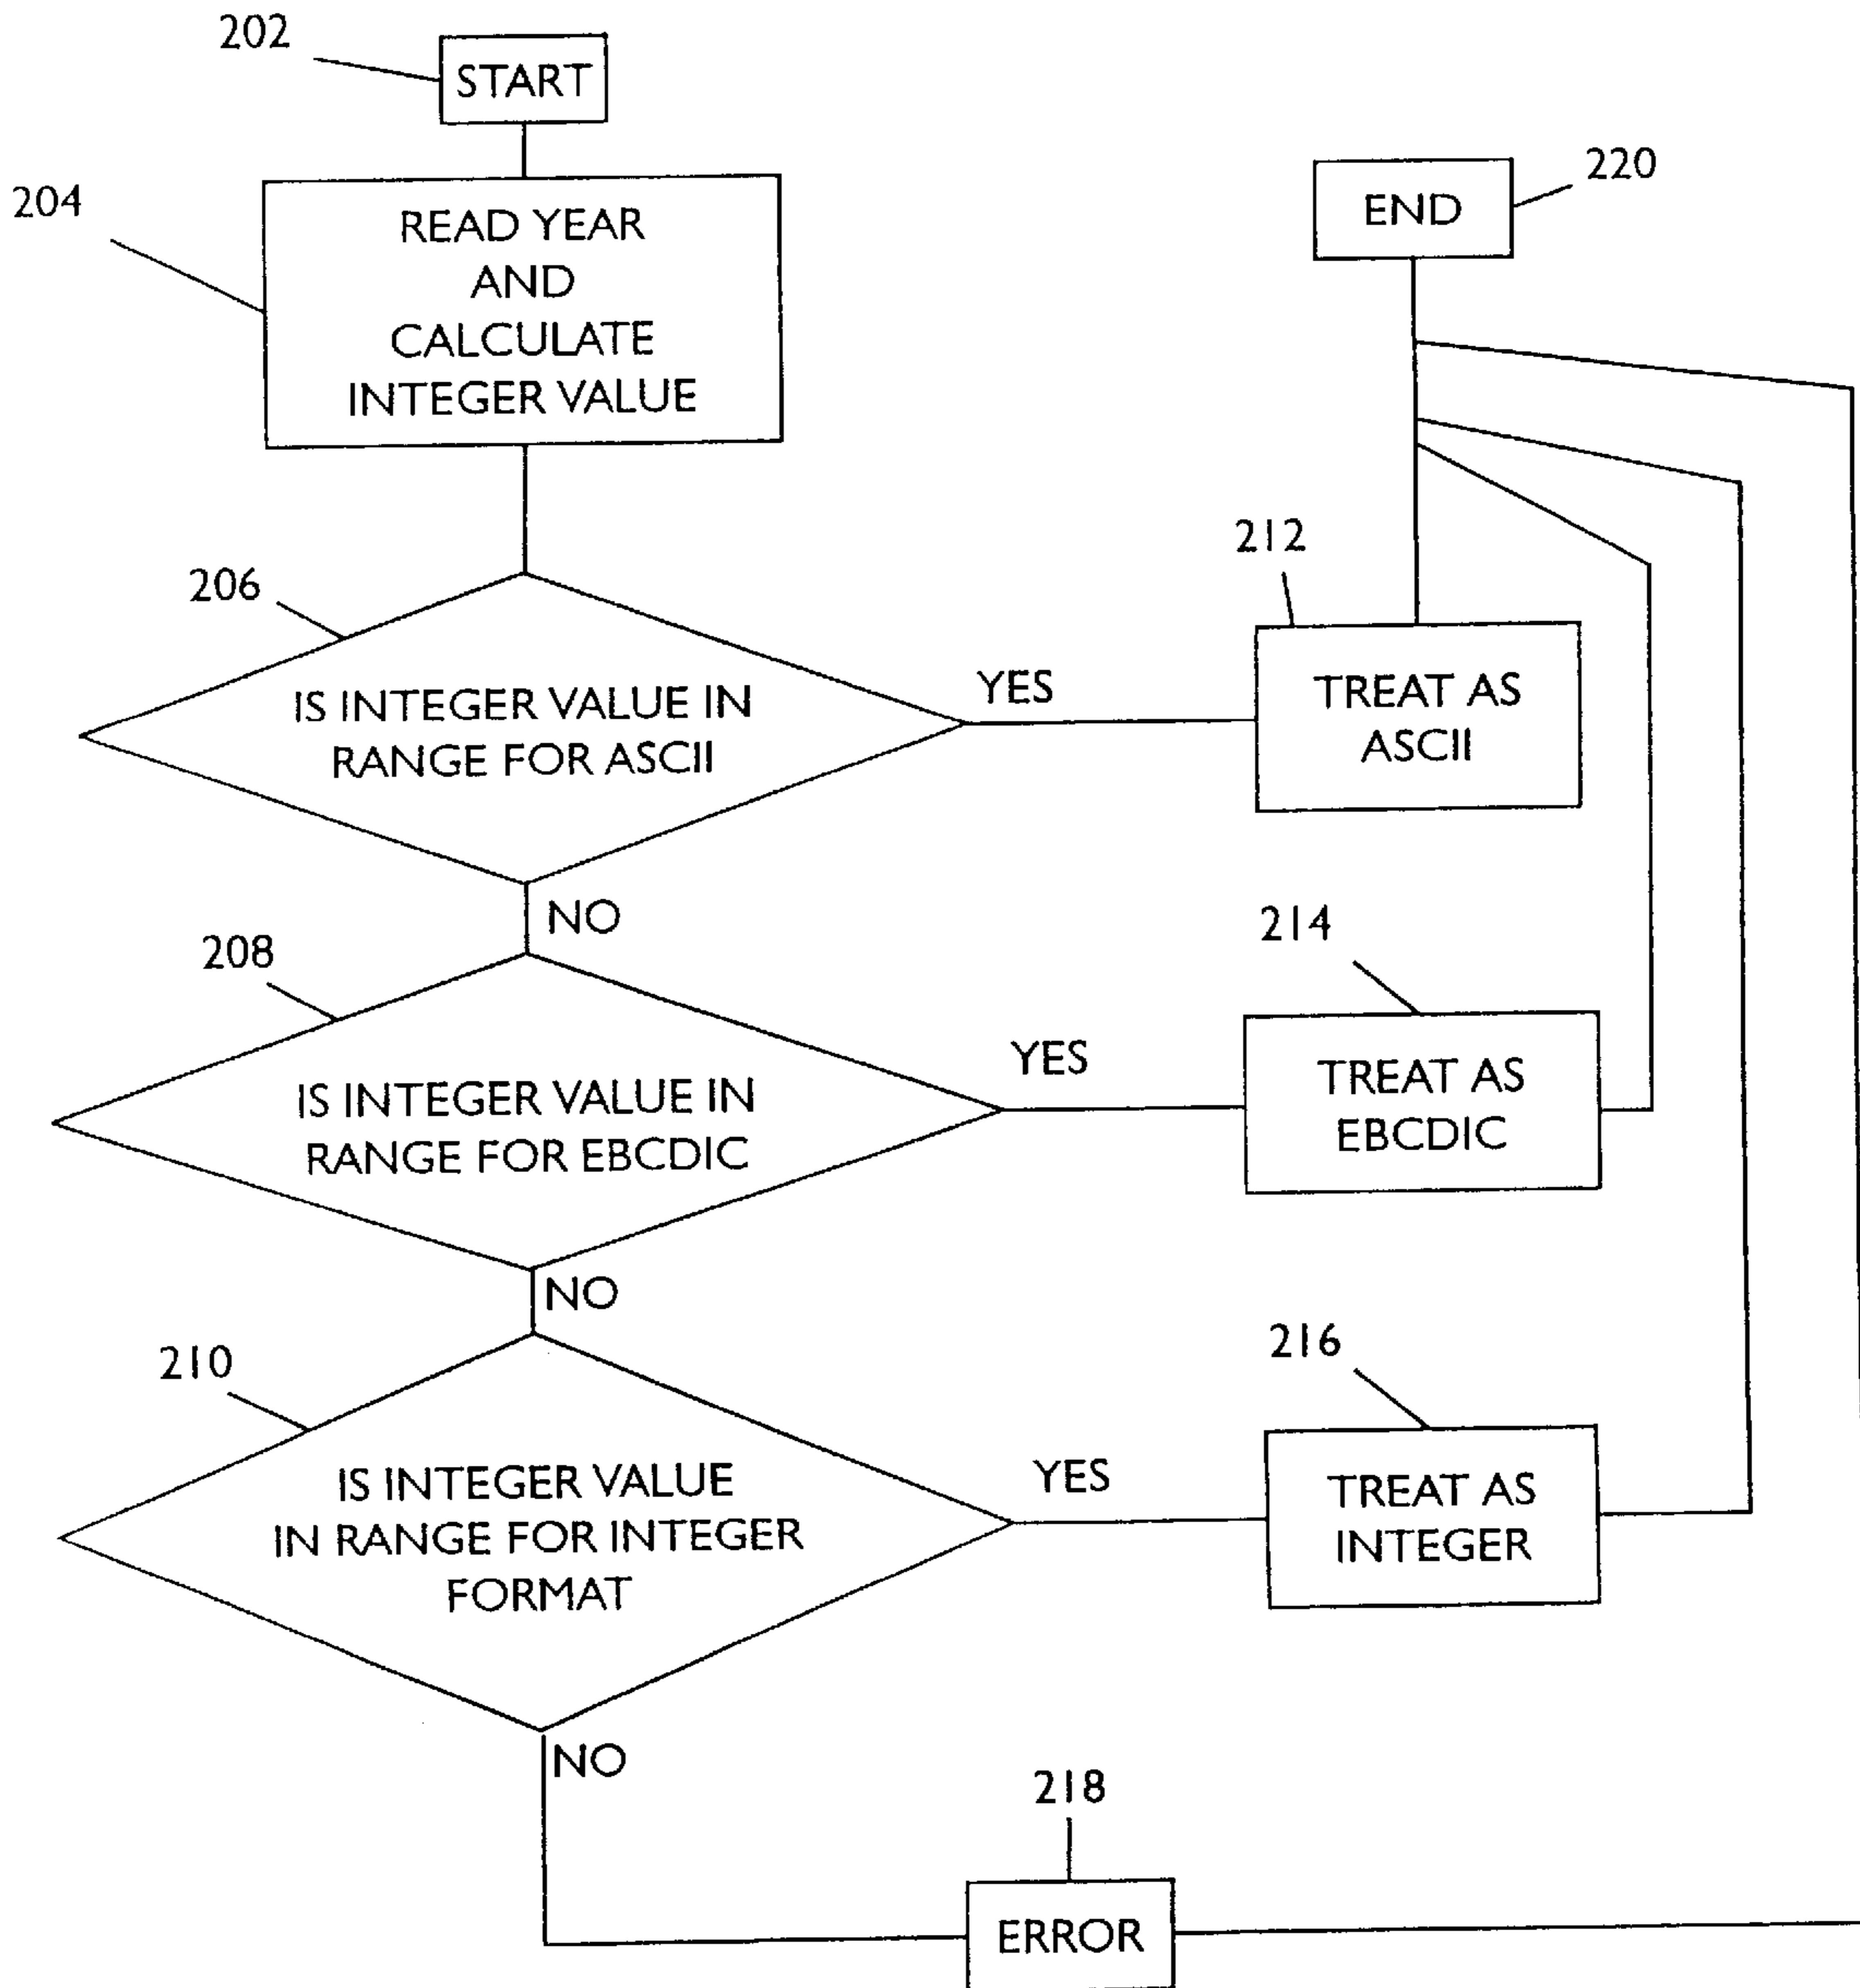 202
START
204
READ YEAR
AND
CALCULATE
INTEGER VALUE
220
END
206
IS INTEGER VALUE IN
RANGE FOR ASCII
YES
212
TREAT AS
ASCII
NO
208
IS INTEGER VALUE IN
RANGE FOR EBCDIC
YES
214
TREAT AS
EBCDIC
NO
210
IS INTEGER VALUE
IN RANGE FOR INTEGER
FORMAT
YES
216
TREAT AS
INTEGER
NO
218
ERROR